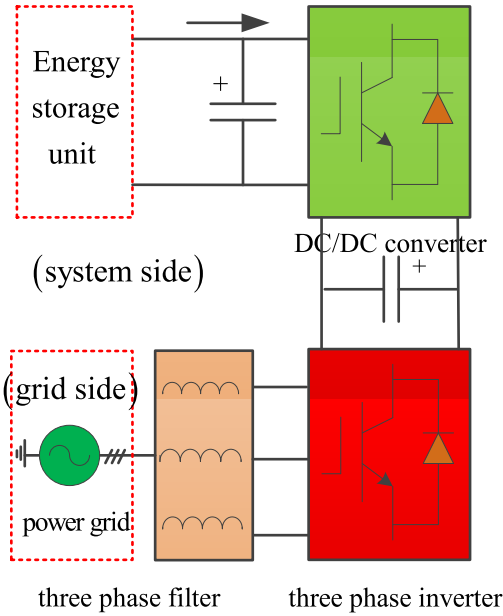 Energy
storage
unit
+
DC/DC converter
+
(system side)
(grid side)
power grid
three phase filter
three phase inverter